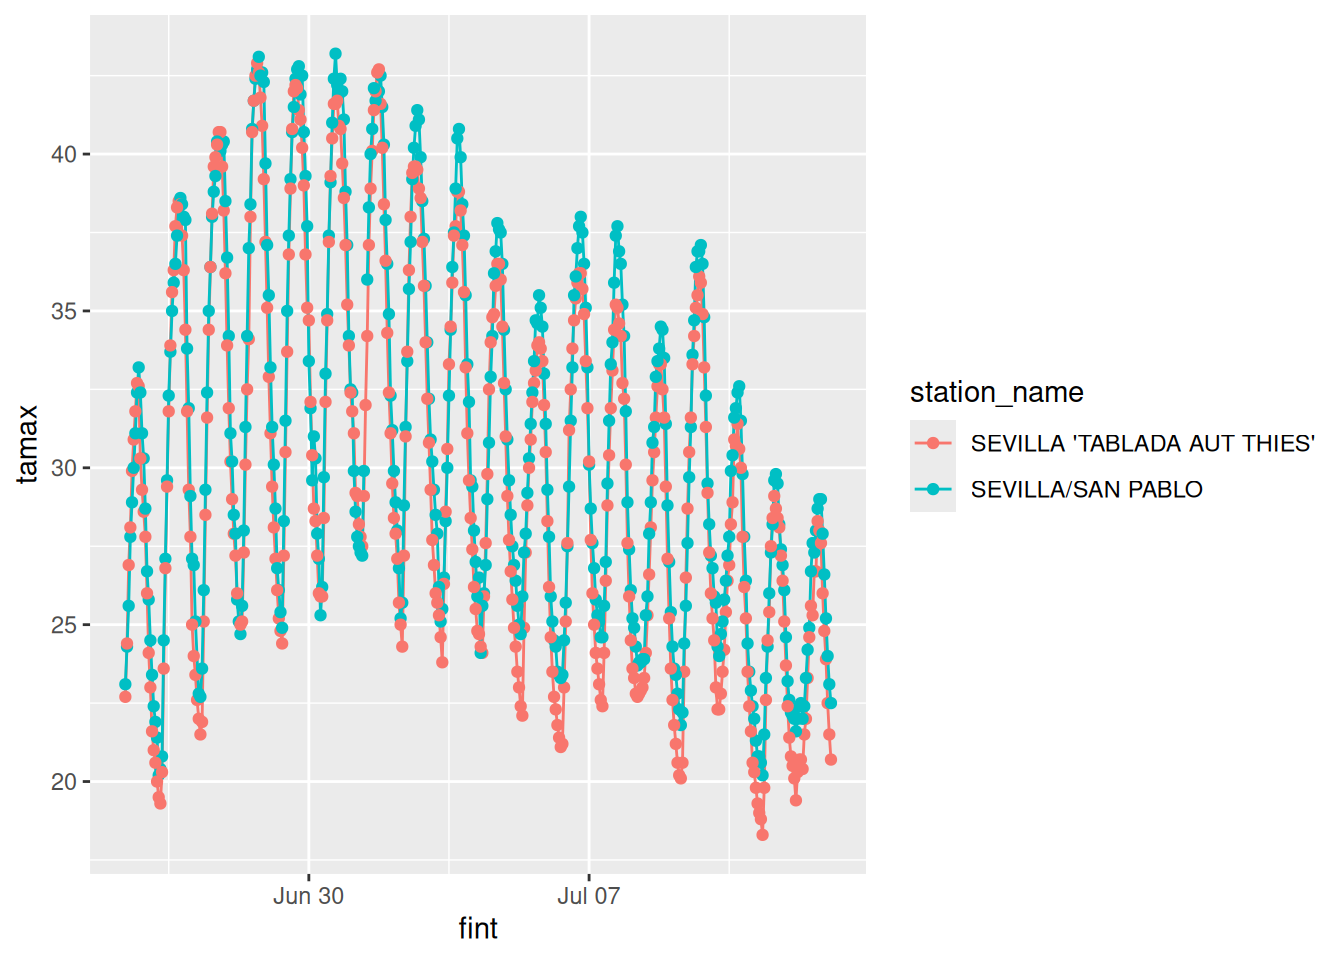 tamax
40
35
30
25
20
Jun 30
Jul 07
fint
station_name
SEVILLA 'TABLADA AUT THIES'
SEVILLA/SAN PABLO